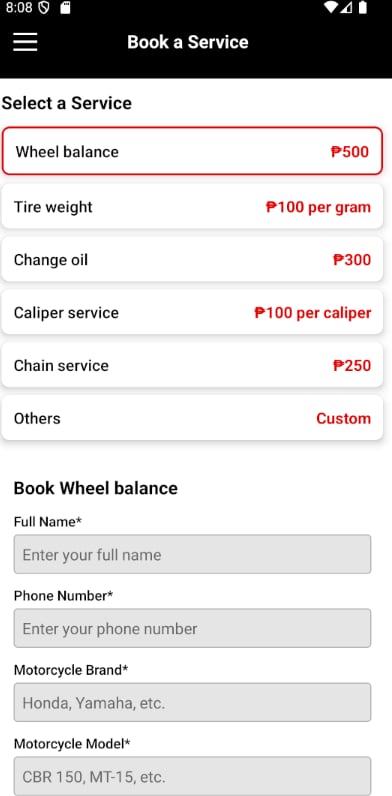 8:08
Book a Service
Select a Service
Wheel balance ₱500
Tire weight ₱100 per gram
Change oil ₱300
Caliper service ₱100 per caliper
Chain service ₱250
Others Custom
Book Wheel balance
Full Name*
Enter your full name
Phone Number*
Enter your phone number
Motorcycle Brand*
Honda, Yamaha, etc.
Motorcycle Model*
CBR 150, MT-15, etc.